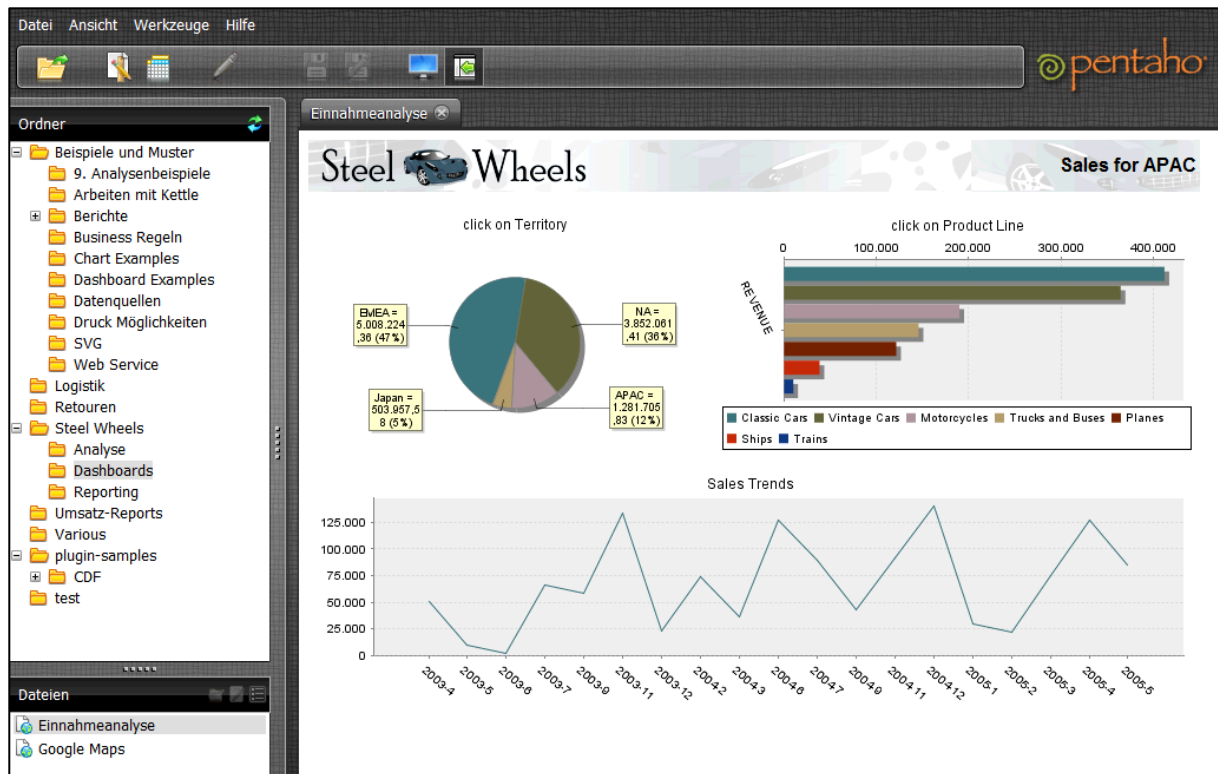 Datei Ansicht Werkzeuge Hilfe
pentaho
Ordner
Beispiele und Muster
9. Analysenbeispiele
Arbeiten mit Kettle
Berichte
Business Regeln
Chart Examples
Dashboard Examples
Datenquellen
Druck Möglichkeiten
SVG
Web Service
Logistik
Retouren
Steel Wheels
Analyse
Dashboards
Reporting
Umsatz-Reports
Various
plugin-samples
CDF
test
Dateien
Einnahmeanalyse
Google Maps
Einnahmeanalyse
Steel Wheels
Sales for APAC
click on Territory
EMEA =
5.008.224
,36 (47%)
NA =
3.852.061
,41 (36%)
Japan =
503.957,5
8 (5%)
APAC =
1.281.705
,83 (12%)
click on Product Line
0 100.000 200.000 300.000 400.000
REVENUE
Classic Cars Vintage Cars Motorcycles Trucks and Buses Planes
Ships Trains
Sales Trends
125.000
100.000
75.000
50.000
25.000
0
2003-4 2003-5 2003-6 2003-7 2003-9 2003-11 2003-12 2004-2 2004-3 2004-6 2004-7 2004-9 2004-11 2004-12 2005-1 2005-2 2005-3 2005-4 2005-5